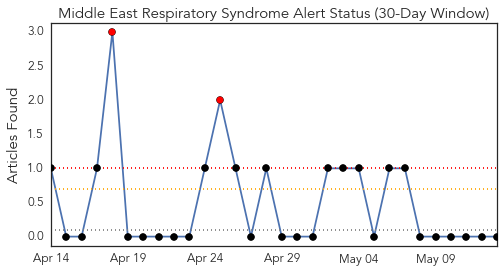 Middle East Respiratory Syndrome Alert Status (30-Day Window)
Articles Found
3.0
2.5
2.0
1.5
1.0
0.5
0.0
Apr 14
Apr 19
Apr 24
Apr 29
May 04
May 09